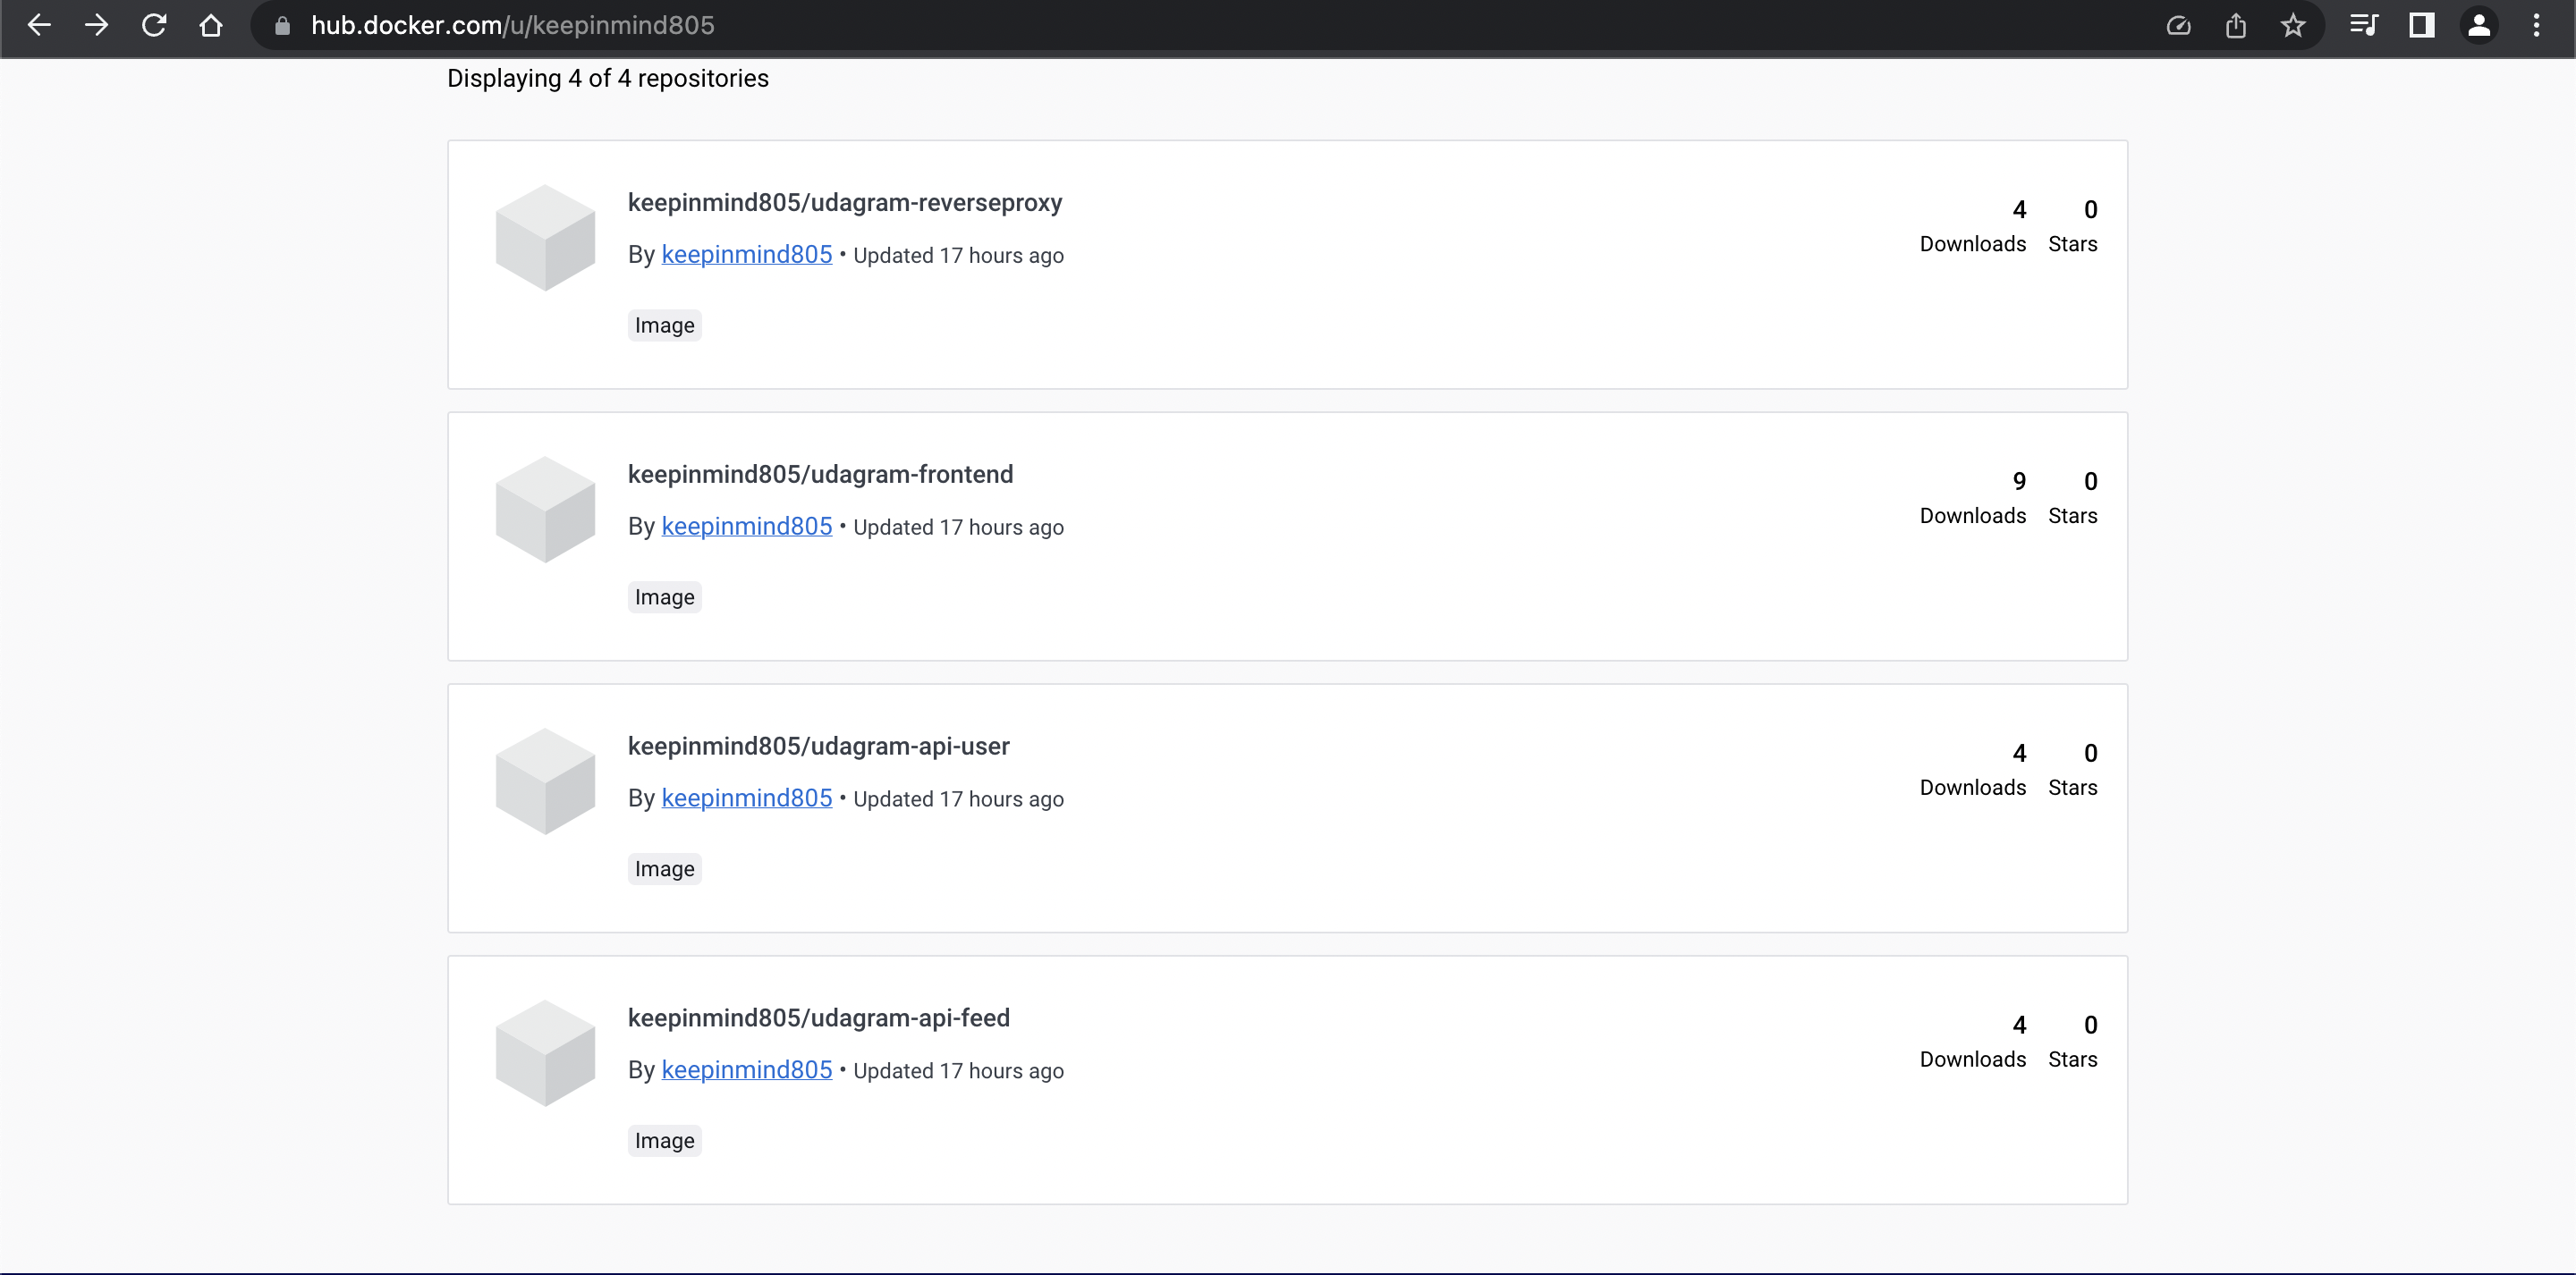 hub.docker.com/u/keepinmind805
Displaying 4 of 4 repositories
keepinmind805/udagram-reverseproxy
By keepinmind805 • Updated 17 hours ago
Image
4 0
Downloads Stars
keepinmind805/udagram-frontend
By keepinmind805 • Updated 17 hours ago
Image
9 0
Downloads Stars
keepinmind805/udagram-api-user
By keepinmind805 • Updated 17 hours ago
Image
4 0
Downloads Stars
keepinmind805/udagram-api-feed
By keepinmind805 • Updated 17 hours ago
Image
4 0
Downloads Stars